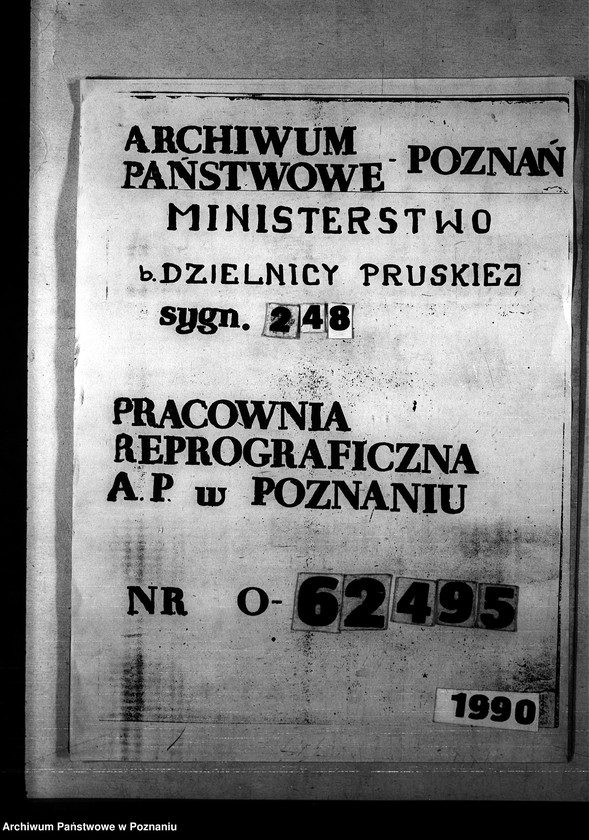 ARCHIWUM
PAŃSTWOWE - POZNAŃ
MINISTERSTWO
b. DZIELNICY PRUSKIEJ
sygn. 248
PRACOWNIA
REPROGRAFICZNA
A.P. w POZNANIU
NR O-62495
1990
Archiwum Państwowe w Poznaniu